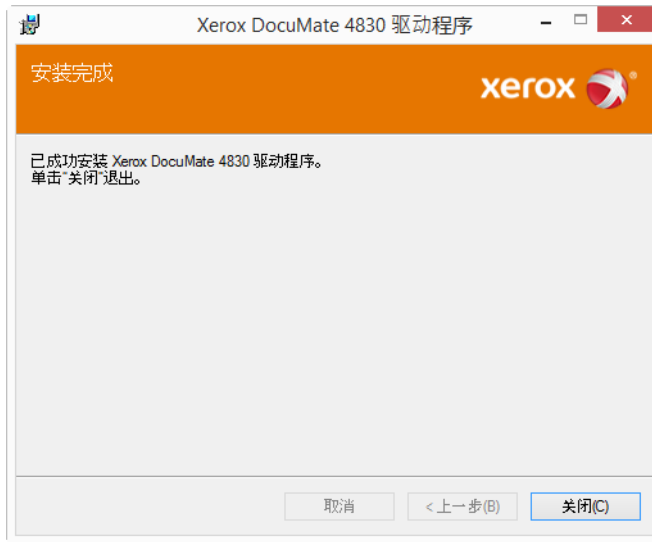 Xerox DocuMate 4830 驱动程序
安装完成
xerox
已成功安装 Xerox DocuMate 4830 驱动程序。
单击"关闭"退出。
取消
<上一步(B)
关闭(C)